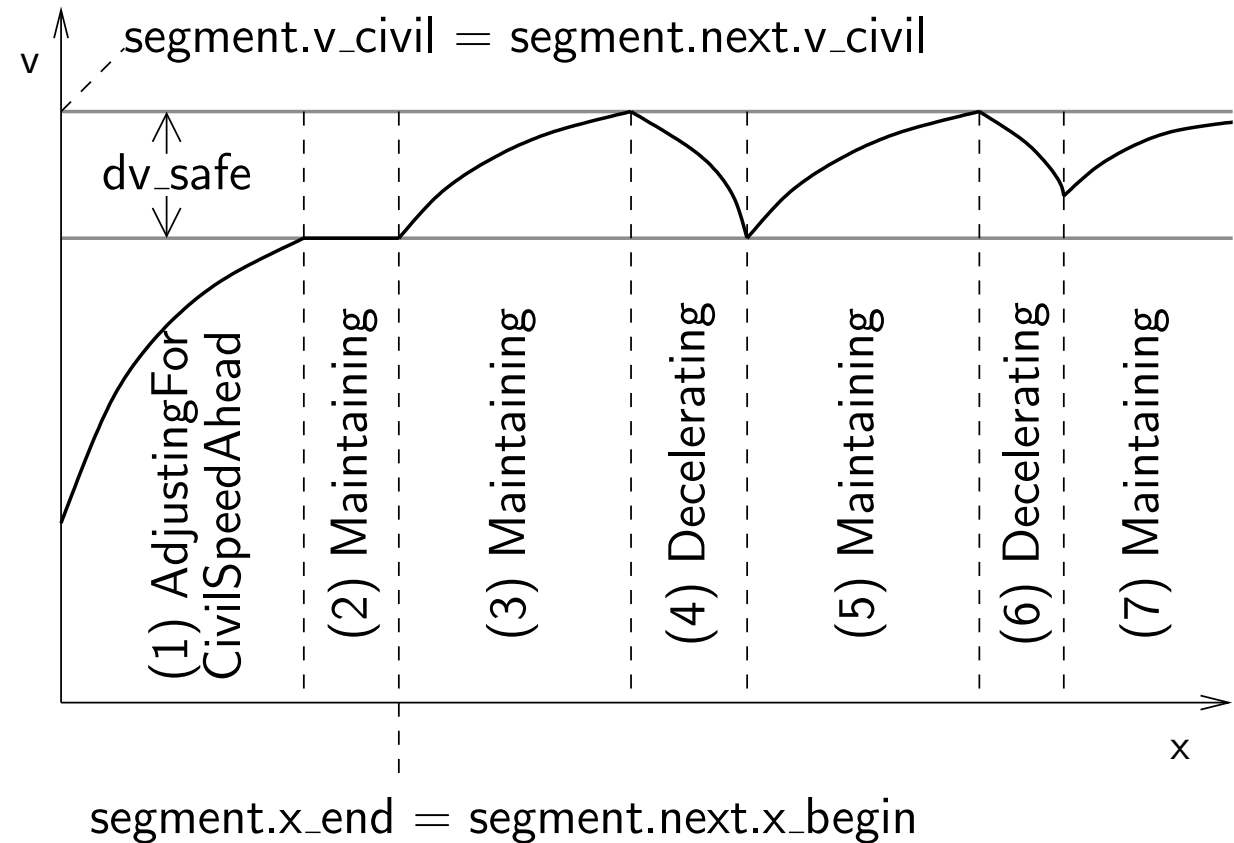 segment.v_civil = segment.next.v_civil
v
dv_safe
(1) AdjustingFor
CivilSpeedAhead
(2) Maintaining
(3) Maintaining
(4) Decelerating
(5) Maintaining
(6) Decelerating
(7) Maintaining
x
segment.x_end = segment.next.x_begin